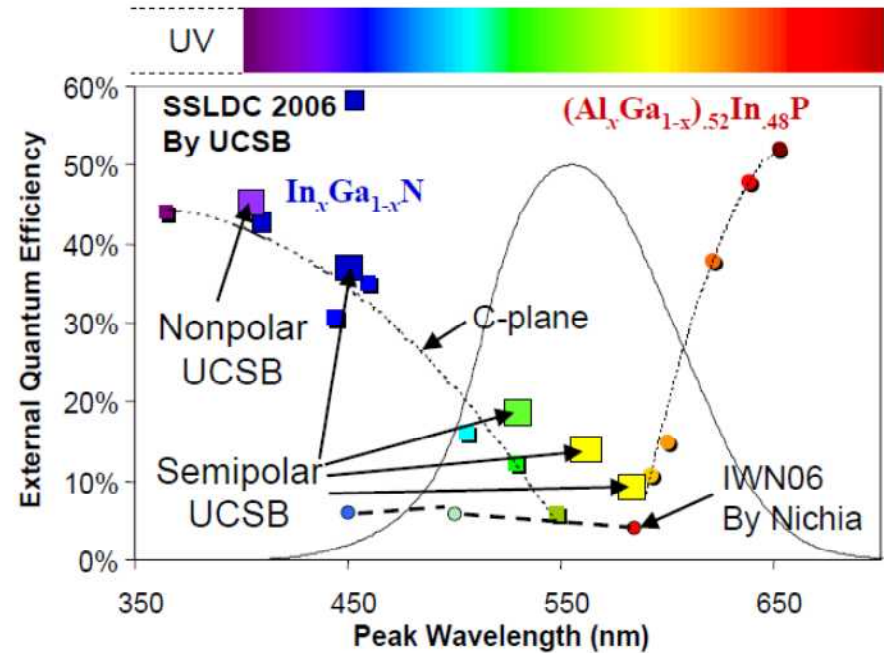 UV
60%
50%
40%
30%
20%
10%
0%
External Quantum Efficiency
SSLDC 2006
By UCSB
(AlₓGa₁₋ₓ).₅₂In.₄₈P
InₓGa₁₋ₓN
Nonpolar
UCSB
C-plane
Semipolar
UCSB
IWN06
By Nichia
350
450
550
650
Peak Wavelength (nm)